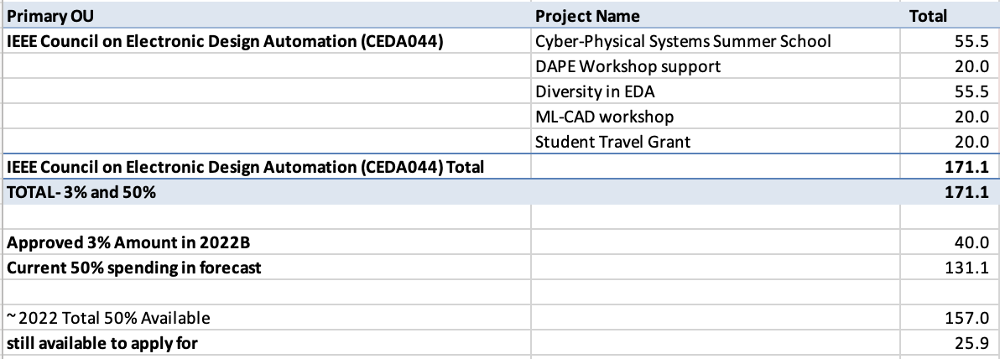 Primary OU Project Name Total
IEEE Council on Electronic Design Automation (CEDA044) Cyber-Physical Systems Summer School 55.5
DAPE Workshop support 20.0
Diversity in EDA 55.5
ML-CAD workshop 20.0
Student Travel Grant 20.0
IEEE Council on Electronic Design Automation (CEDA044) Total 171.1
TOTAL- 3% and 50% 171.1
Approved 3% Amount in 2022B 40.0
Current 50% spending in forecast 131.1
~ 2022 Total 50% Available 157.0
still available to apply for 25.9